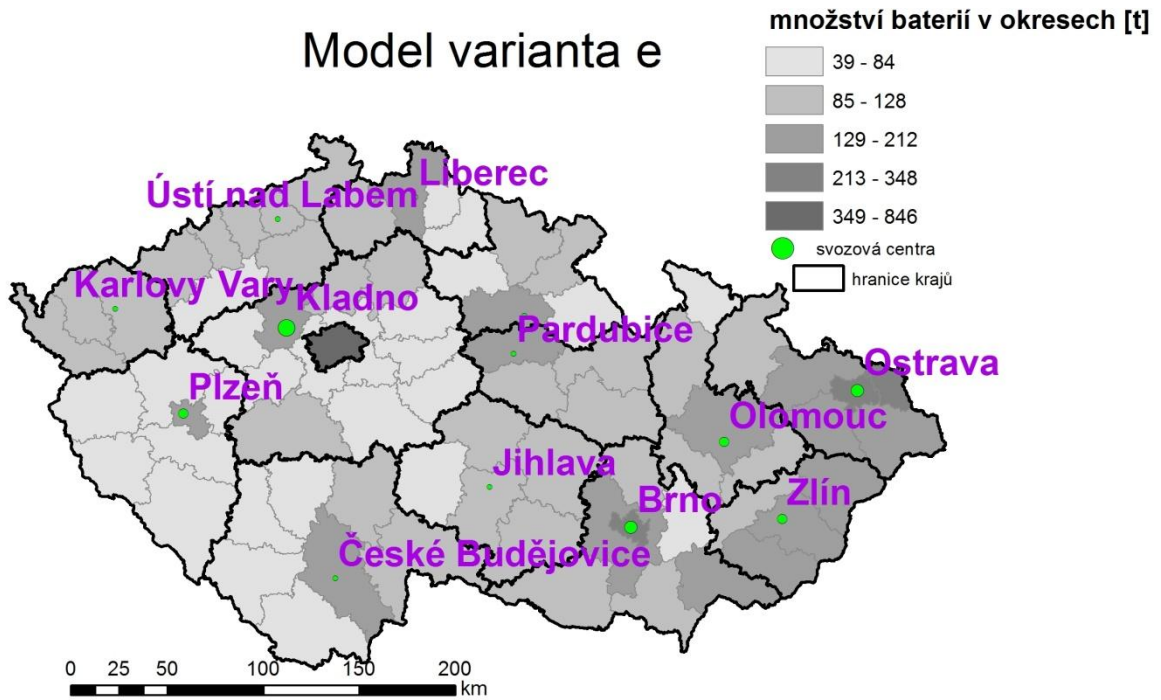 Model varianta e
množství baterií v okresech [t]
39 - 84
85 - 128
129 - 212
213 - 348
349 - 846
svozová centra
hranice krajů
Liberec
Ústí nad Labem
Karlovy Vary
Kladno
Pardubice
Ostrava
Plzeň
Olomouc
Jihlava
Brno
Zlín
České Budějovice
0 25 50 100 150 200
km